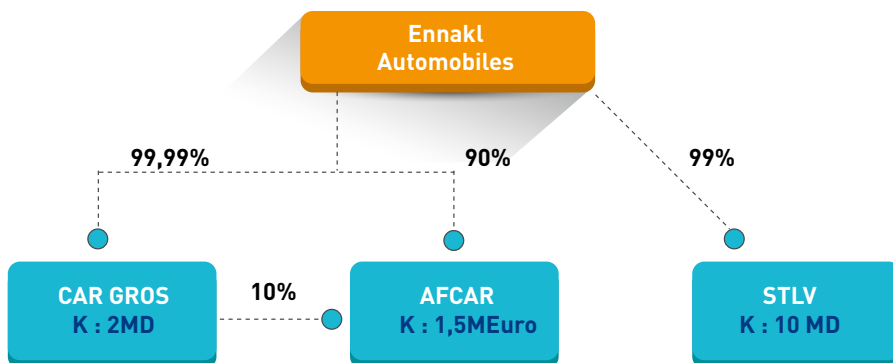 Ennakl
Automobiles
99,99%
90%
99%
CAR GROS
K : 2MD
10%
AFCAR
K : 1,5MEuro
STLV
K : 10 MD